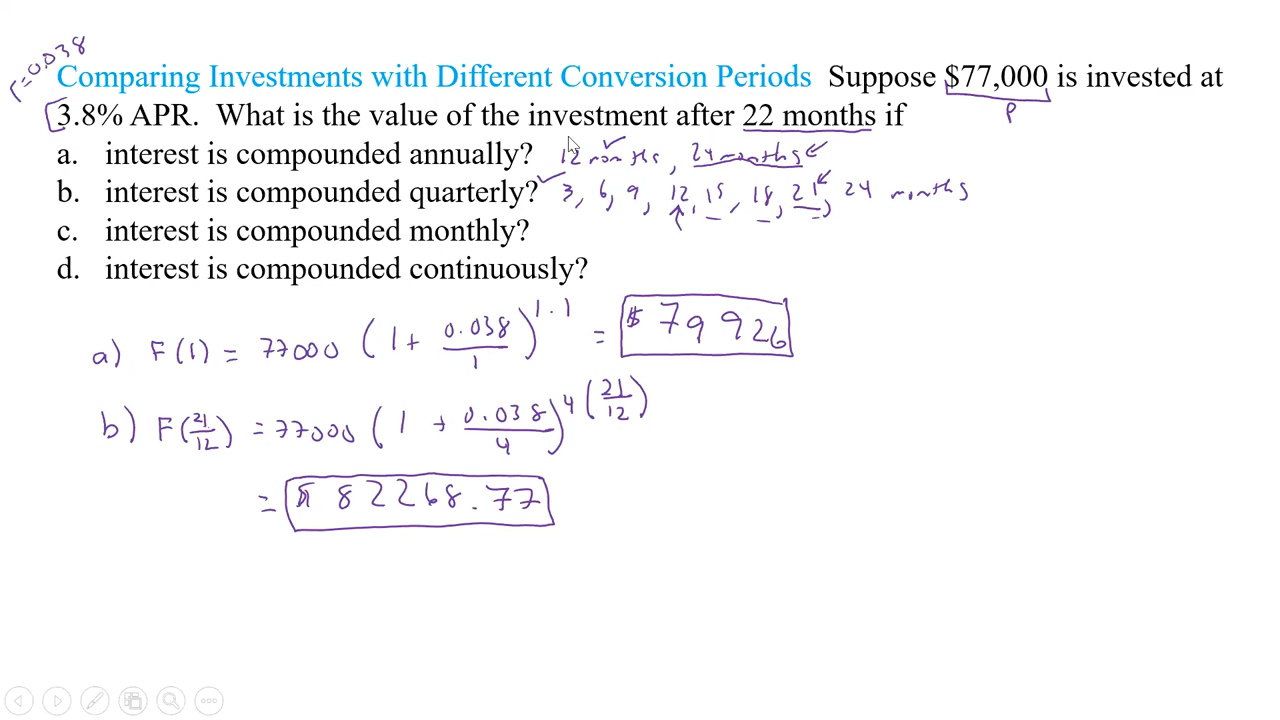 r=0.038
Comparing Investments with Different Conversion Periods Suppose $77,000 is invested at
P
3.8% APR. What is the value of the investment after 22 months if
a. interest is compounded annually? 12 months, 24 months
b. interest is compounded quarterly? 3, 6, 9, 12, 15, 18, 21, 24 months
c. interest is compounded monthly?
d. interest is compounded continuously?
a) F(1) = 77000 (1 + 0.038/1)^1·1 = $79926
b) F(21/12) = 77000 (1 + 0.038/4)^4(21/12)
= $82268.77